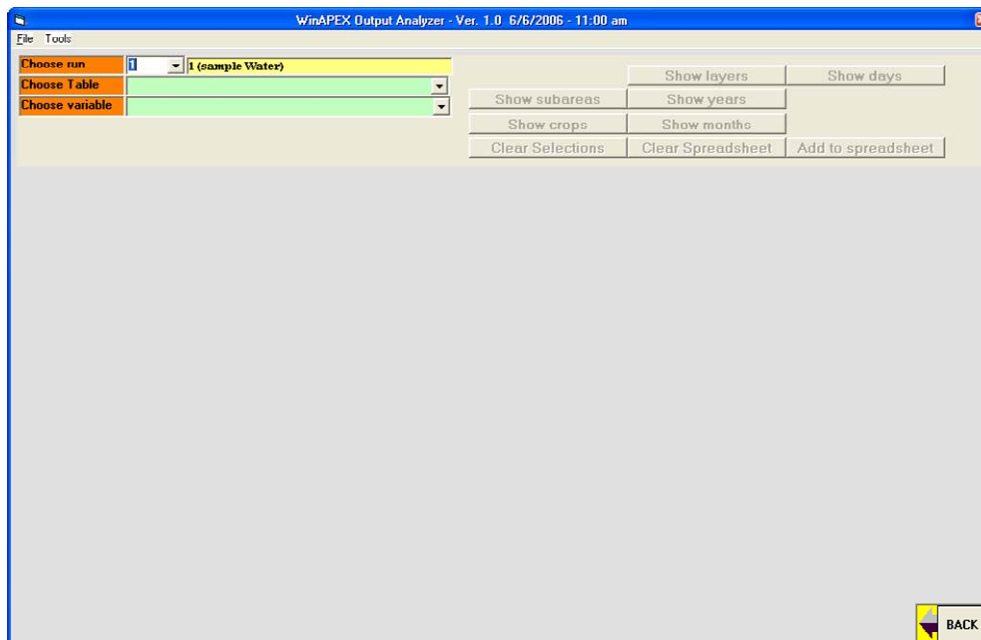 WinAPEX Output Analyzer - Ver. 1.0 6/6/2006 - 11:00 am
File Tools
Choose run 1 1 (sample Water)
Choose Table
Choose variable
Show layers Show days
Show subareas Show years
Show crops Show months
Clear Selections Clear Spreadsheet Add to spreadsheet
BACK